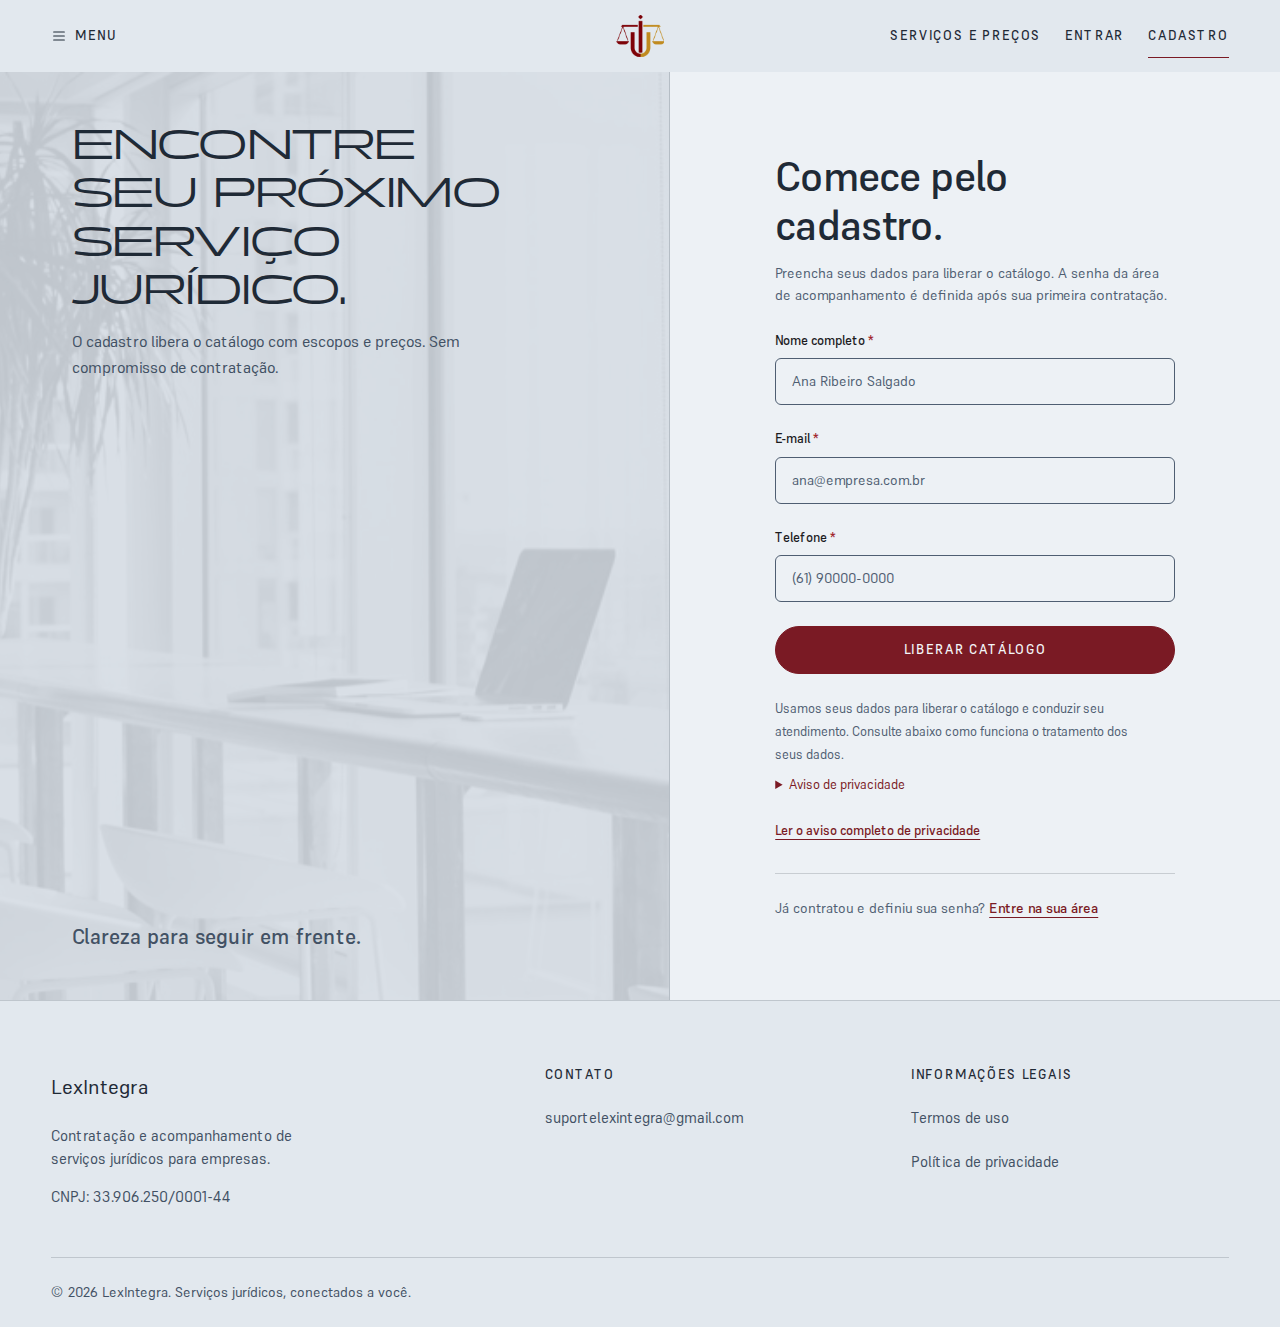 MENU
SERVIÇOS E PREÇOS
ENTRAR
CADASTRO
ENCONTRE
SEU PRÓXIMO
SERVIÇO
JURÍDICO.
O cadastro libera o catálogo com escopos e preços. Sem
compromisso de contratação.
Clareza para seguir em frente.
Comece pelo
cadastro.
Preencha seus dados para liberar o catálogo. A senha da área
de acompanhamento é definida após sua primeira contratação.
Nome completo *
Ana Ribeiro Salgado
E-mail *
ana@empresa.com.br
Telefone *
(61) 90000-0000
LIBERAR CATÁLOGO
Usamos seus dados para liberar o catálogo e conduzir seu
atendimento. Consulte abaixo como funciona o tratamento dos
seus dados.
Aviso de privacidade
Ler o aviso completo de privacidade
Já contratou e definiu sua senha? Entre na sua área
LexIntegra
Contratação e acompanhamento de
serviços jurídicos para empresas.
CNPJ: 33.906.250/0001-44
CONTATO
suportelexintegra@gmail.com
INFORMAÇÕES LEGAIS
Termos de uso
Política de privacidade
© 2026 LexIntegra. Serviços jurídicos, conectados a você.